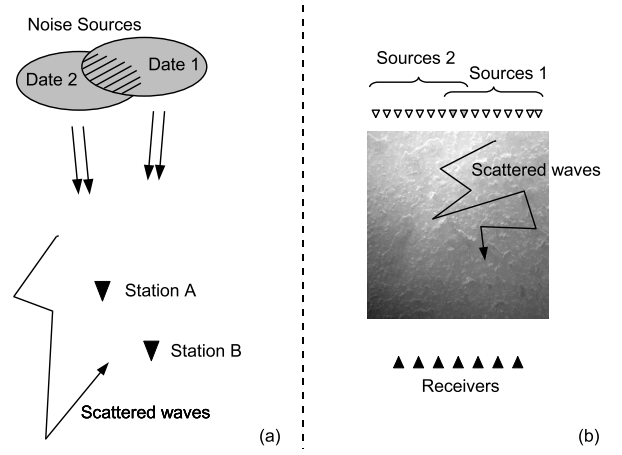 Noise Sources
Date 2
Date 1
Station A
Station B
Scattered waves
(a)
Sources 2
Sources 1
Scattered waves
Receivers
(b)